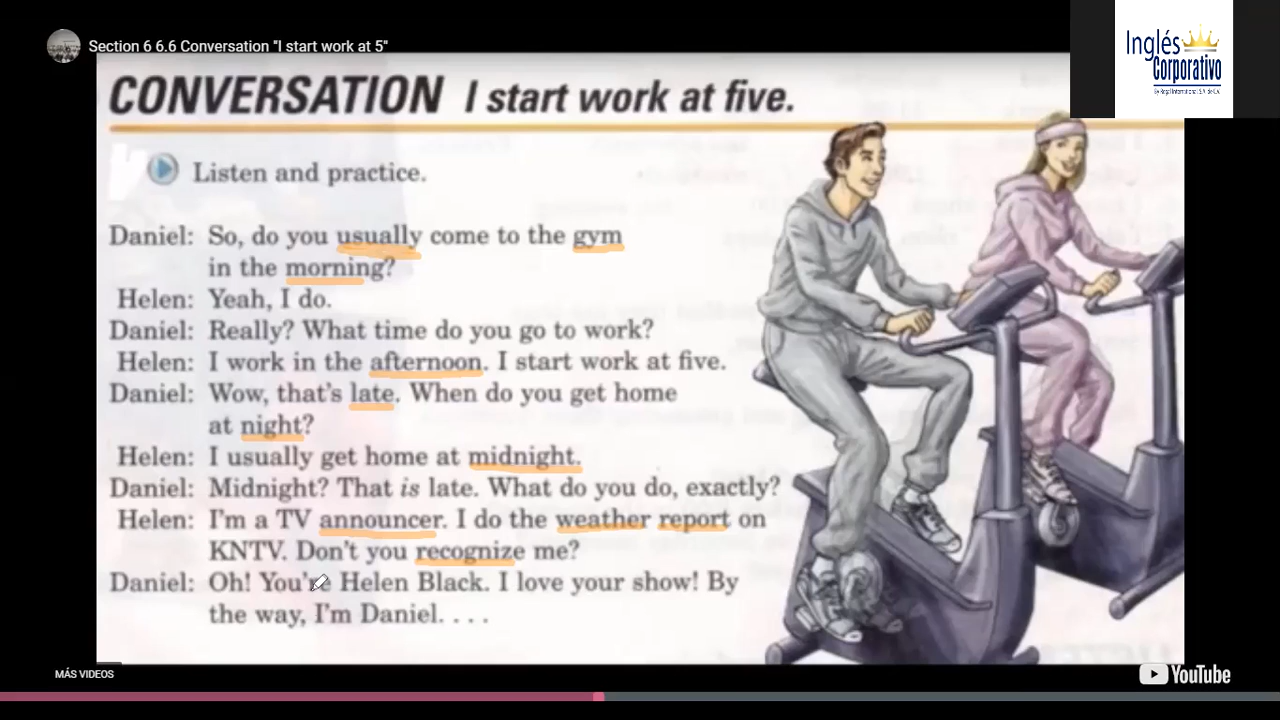 Section 6 6.6 Conversation "I start work at 5"
Inglés
Corporativo
By Regal International S.A. de C.V.
CONVERSATION I start work at five.
Listen and practice.
Daniel: So, do you usually come to the gym
in the morning?
Helen: Yeah, I do.
Daniel: Really? What time do you go to work?
Helen: I work in the afternoon. I start work at five.
Daniel: Wow, that's late. When do you get home
at night?
Helen: I usually get home at midnight.
Daniel: Midnight? That is late. What do you do, exactly?
Helen: I'm a TV announcer. I do the weather report on
KNTV. Don't you recognize me?
Daniel: Oh! You're Helen Black. I love your show! By
the way, I'm Daniel. . . .
MÁS VIDEOS
YouTube